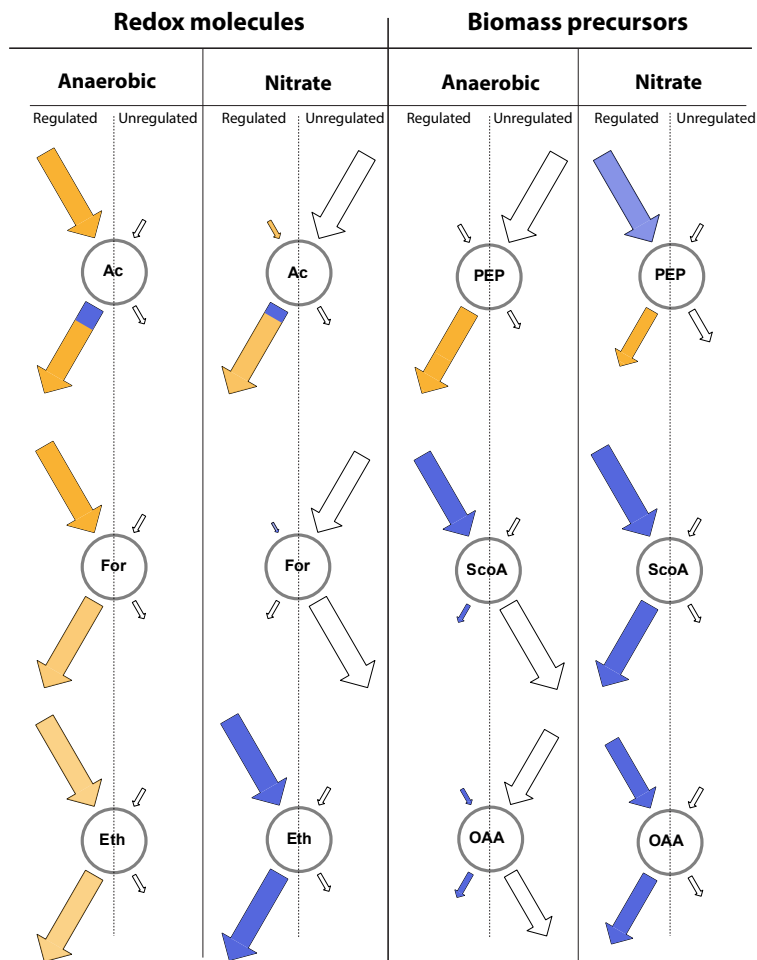 Redox molecules Biomass precursors
Anaerobic Nitrate Anaerobic Nitrate
Regulated Unregulated Regulated Unregulated Regulated Unregulated Regulated Unregulated
Ac Ac PEP PEP
For For ScoA ScoA
Eth Eth OAA OAA